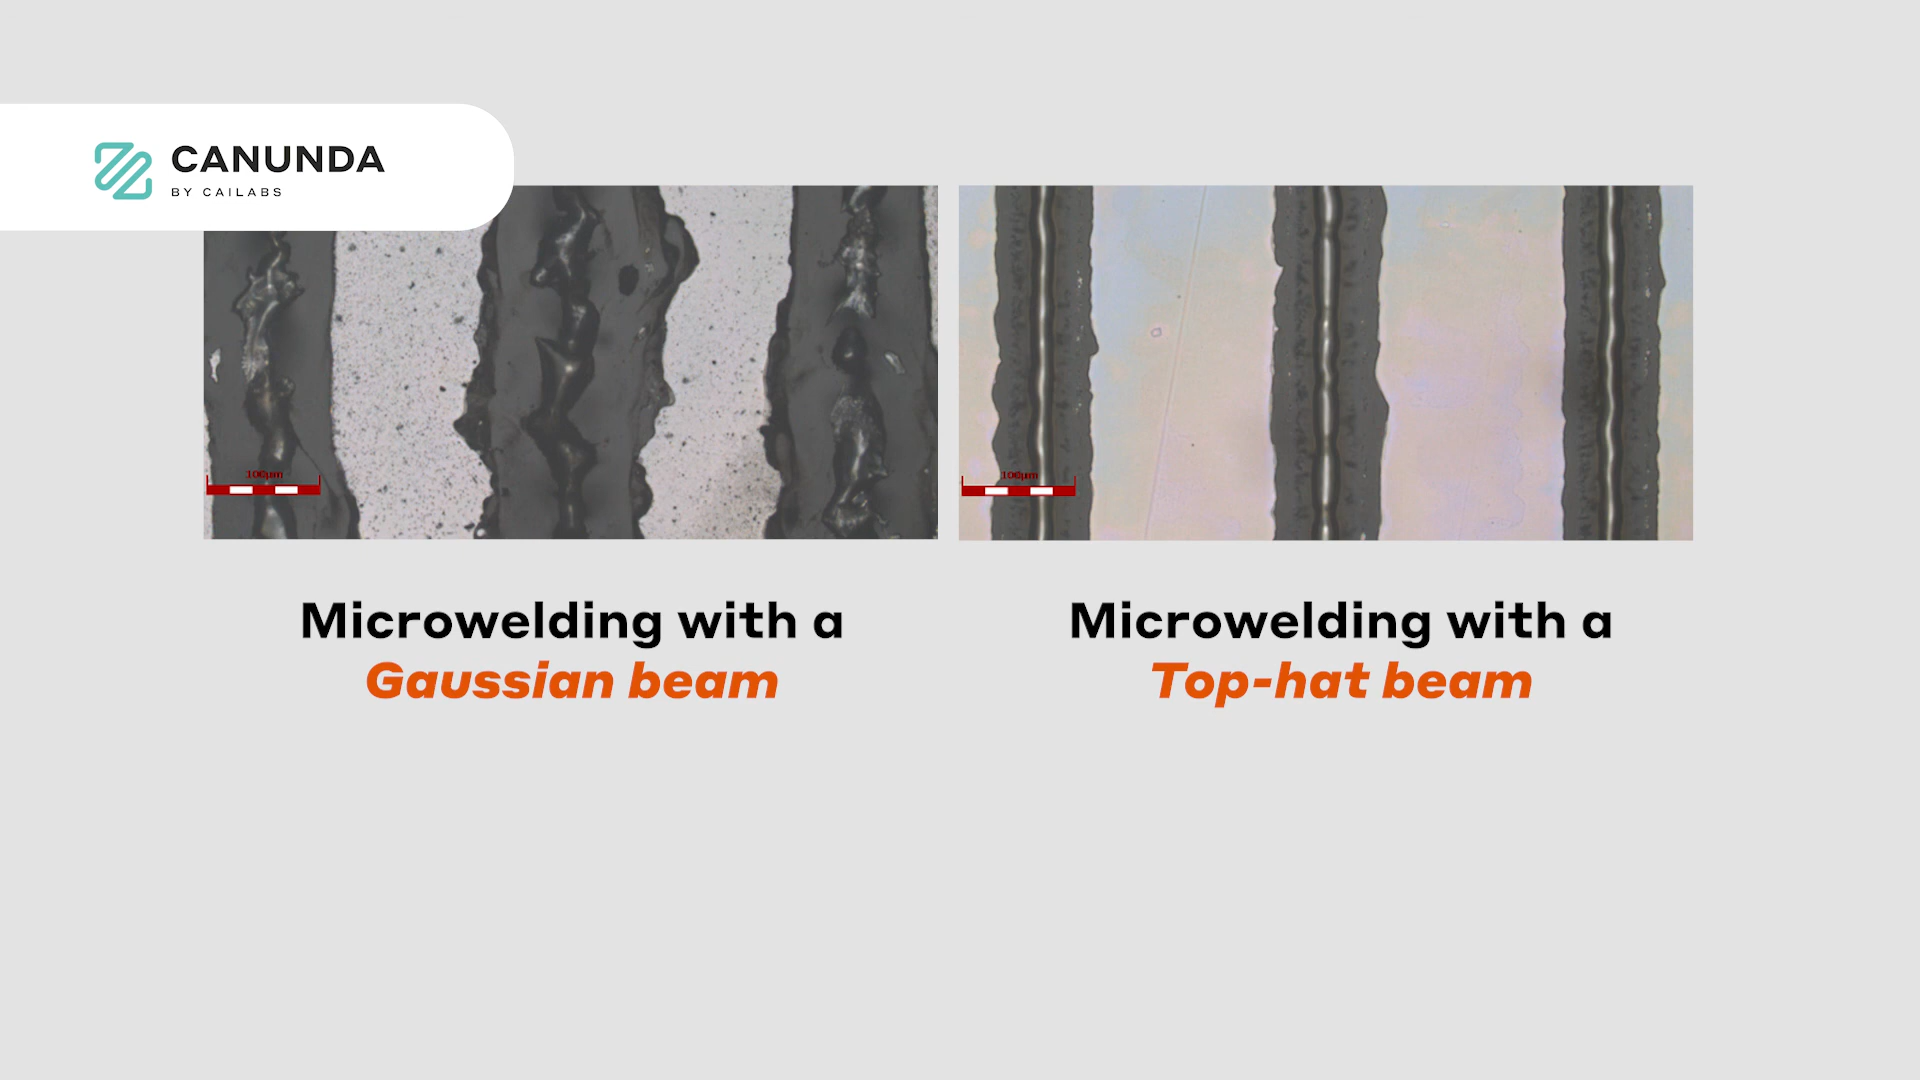 CANUNDA
BY CAILABS
100µm
100µm
Microwelding with a
Gaussian beam
Microwelding with a
Top-hat beam